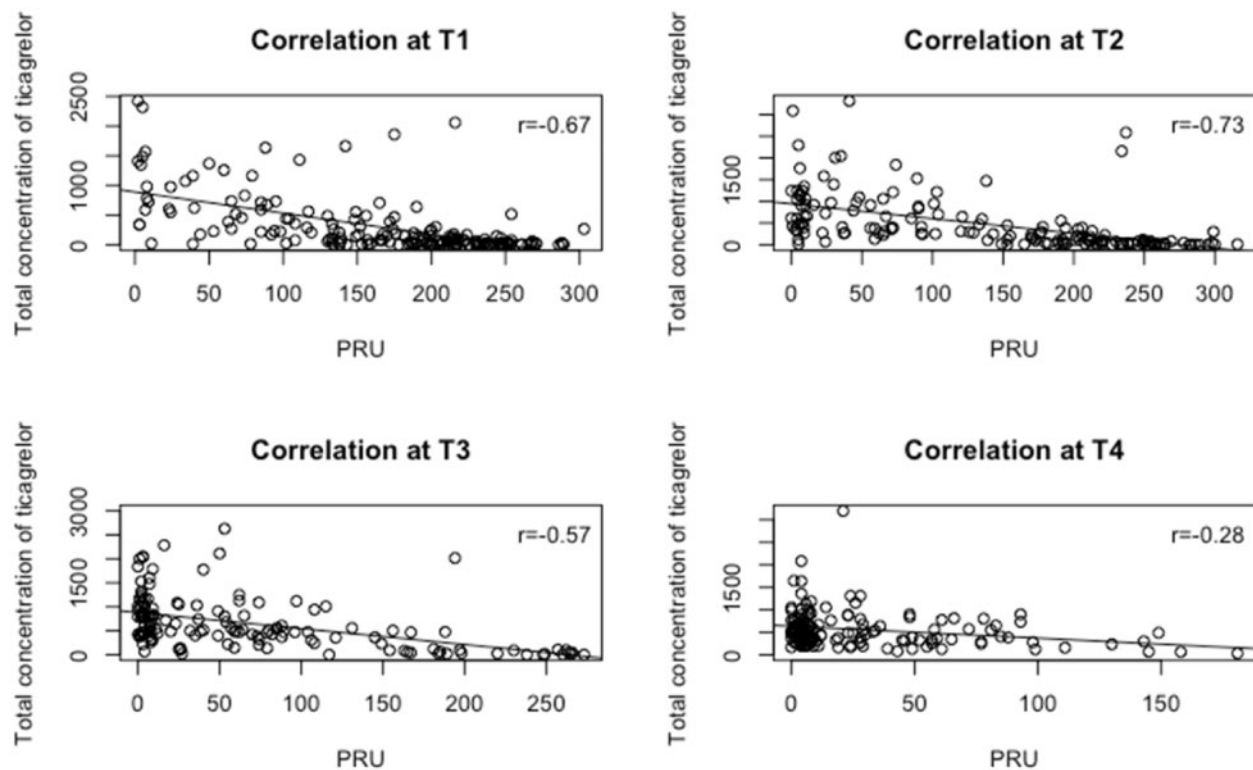 Correlation at T1
Total concentration of ticagrelor
2500
1000
0
r=-0.67
0 50 100 150 200 250 300
PRU
Correlation at T2
Total concentration of ticagrelor
1500
0
r=-0.73
0 50 100 150 200 250 300
PRU
Correlation at T3
Total concentration of ticagrelor
3000
1500
0
r=-0.57
0 50 100 150 200 250
PRU
Correlation at T4
Total concentration of ticagrelor
1500
0
r=-0.28
0 50 100 150
PRU